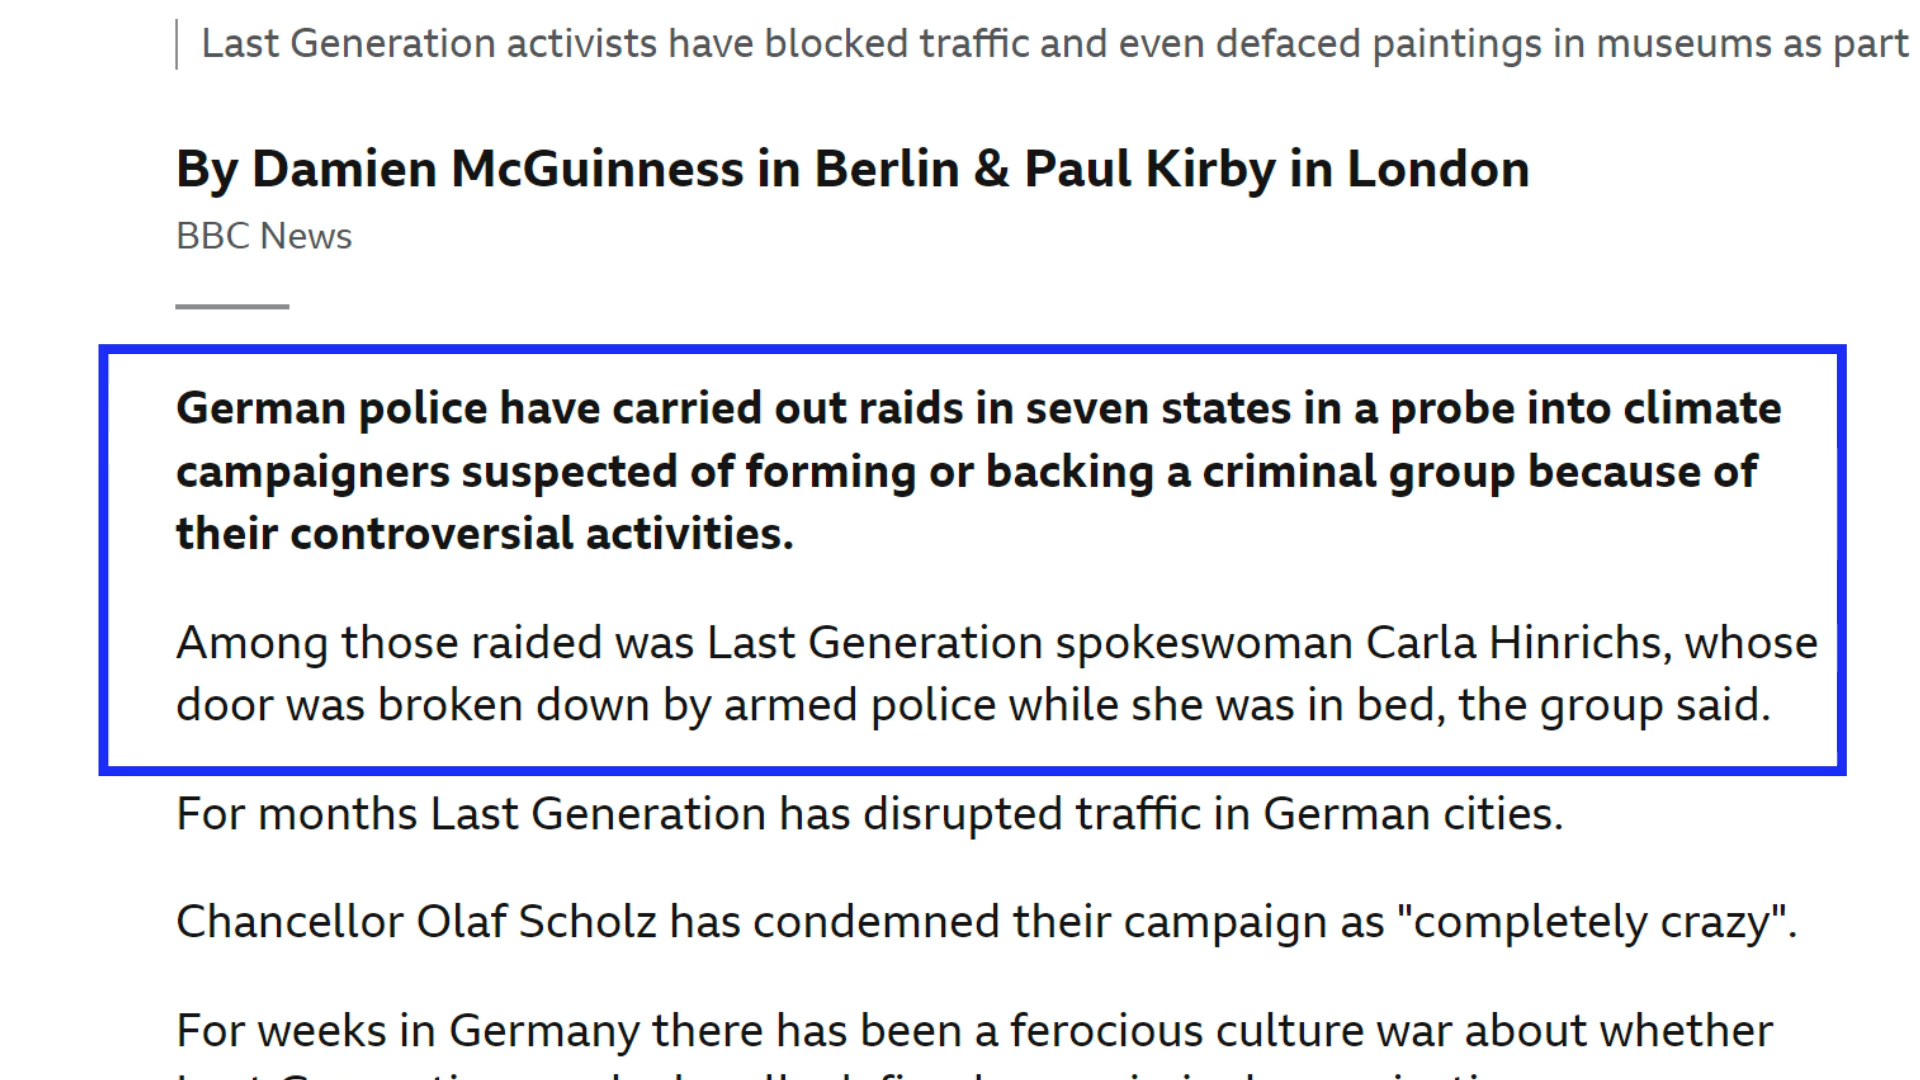 Last Generation activists have blocked traffic and even defaced paintings in museums as part
By Damien McGuinness in Berlin & Paul Kirby in London
BBC News
German police have carried out raids in seven states in a probe into climate
campaigners suspected of forming or backing a criminal group because of
their controversial activities.
Among those raided was Last Generation spokeswoman Carla Hinrichs, whose
door was broken down by armed police while she was in bed, the group said.
For months Last Generation has disrupted traffic in German cities.
Chancellor Olaf Scholz has condemned their campaign as "completely crazy".
For weeks in Germany there has been a ferocious culture war about whether